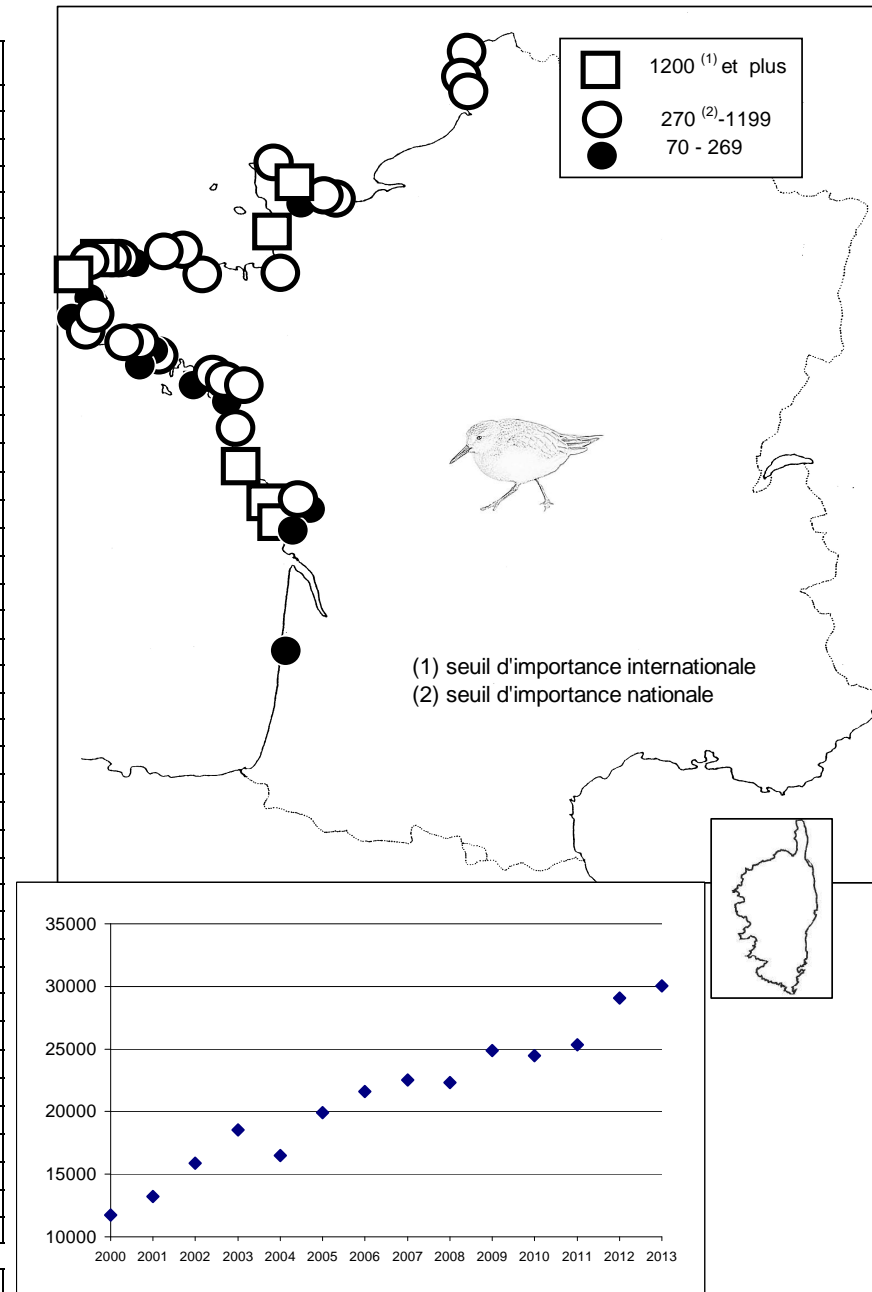 1200 (1) et plus
270 (2)-1199
70 - 269
(1) seuil d'importance internationale
(2) seuil d'importance nationale
35000
30000
25000
20000
15000
10000
2000 2001 2002 2003 2004 2005 2006 2007 2008 2009 2010 2011 2012 2013